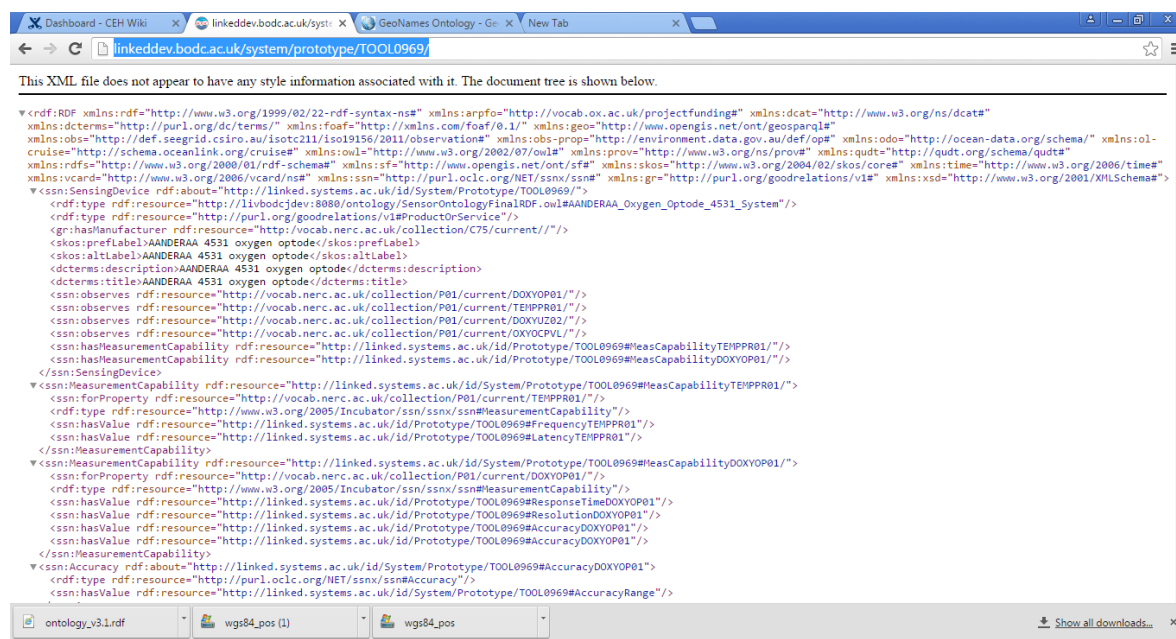 Dashboard - CEH Wiki
linkeddev.bodc.ac.uk/syste
GeoNames Ontology - Ge
New Tab
linkeddev.bodc.ac.uk/system/prototype/TOOL0969/
This XML file does not appear to have any style information associated with it. The document tree is shown below.
▼<rdf:RDF xmlns:rdf="http://www.w3.org/1999/02/22-rdf-syntax-ns#" xmlns:arpfo="http://vocab.ox.ac.uk/projectfunding#" xmlns:dcat="http://www.w3.org/ns/dcat#"
xmlns:dcterms="http://purl.org/dc/terms/" xmlns:foaf="http://xmlns.com/foaf/0.1/" xmlns:geo="http://www.opengis.net/ont/geosparql#"
xmlns:obs="http://def.seegrid.csiro.au/isotc211/iso19156/2011/observation#" xmlns:obs-prop="http://environment.data.gov.au/def/op#" xmlns:odo="http://ocean-data.org/schema/" xmlns:ol-
cruise="http://schema.oceanlink.org/cruise#" xmlns:owl="http://www.w3.org/2002/07/owl#" xmlns:prov="http://www.w3.org/ns/prov#" xmlns:qudt="http://qudt.org/schema/qudt#"
xmlns:rdfs="http://www.w3.org/2000/01/rdf-schema#" xmlns:sf="http://www.opengis.net/ont/sf#" xmlns:skos="http://www.w3.org/2004/02/skos/core#" xmlns:time="http://www.w3.org/2006/time#"
xmlns:vcard="http://www.w3.org/2006/vcard/ns#" xmlns:ssn="http://purl.oclc.org/NET/ssnx/ssn#" xmlns:gr="http://purl.org/goodrelations/v1#" xmlns:xsd="http://www.w3.org/2001/XMLSchema#">
▼<ssn:SensingDevice rdf:about="http://linked.systems.ac.uk/id/System/Prototype/TOOL0969/">
<rdf:type rdf:resource="http://livbodcjdev:8080/ontology/SensorOntologyFinalRDF.owl#AANDERAA_Oxygen_Optode_4531_System"/>
<rdf:type rdf:resource="http://purl.org/goodrelations/v1#ProductOrService"/>
<gr:hasManufacturer rdf:resource="http:/vocab.nerc.ac.uk/collection/C75/current//"/>
<skos:prefLabel>AANDERAA 4531 oxygen optode</skos:prefLabel>
<skos:altLabel>AANDERAA 4531 oxygen optode</skos:altLabel>
<dcterms:description>AANDERAA 4531 oxygen optode</dcterms:description>
<dcterms:title>AANDERAA 4531 oxygen optode</dcterms:title>
<ssn:observes rdf:resource="http://vocab.nerc.ac.uk/collection/P01/current/DOXYOP01/"/>
<ssn:observes rdf:resource="http://vocab.nerc.ac.uk/collection/P01/current/TEMPPR01/"/>
<ssn:observes rdf:resource="http://vocab.nerc.ac.uk/collection/P01/current/DOXYUZ02/"/>
<ssn:observes rdf:resource="http://vocab.nerc.ac.uk/collection/P01/current/OXYOCPVL/"/>
<ssn:hasMeasurementCapability rdf:resource="http://linked.systems.ac.uk/id/System/Prototype/TOOL0969#MeasCapabilityTEMPPR01/"/>
<ssn:hasMeasurementCapability rdf:resource="http://linked.systems.ac.uk/id/System/Prototype/TOOL0969#MeasCapabilityDOXYOP01/"/>
</ssn:SensingDevice>
▼<ssn:MeasurementCapability rdf:resource="http://linked.systems.ac.uk/id/System/Prototype/TOOL0969#MeasCapabilityTEMPPR01/">
<ssn:forProperty rdf:resource="http://vocab.nerc.ac.uk/collection/P01/current/TEMPPR01/"/>
<rdf:type rdf:resource="http://www.w3.org/2005/Incubator/ssn/ssnx/ssn#MeasurementCapability"/>
<ssn:hasValue rdf:resource="http://linked.systems.ac.uk/id/Prototype/TOOL0969#FrequencyTEMPPR01"/>
<ssn:hasValue rdf:resource="http://linked.systems.ac.uk/id/Prototype/TOOL0969#LatencyTEMPPR01"/>
</ssn:MeasurementCapability>
▼<ssn:MeasurementCapability rdf:resource="http://linked.systems.ac.uk/id/System/Prototype/TOOL0969#MeasCapabilityDOXYOP01/">
<ssn:forProperty rdf:resource="http://vocab.nerc.ac.uk/collection/P01/current/DOXYOP01/"/>
<rdf:type rdf:resource="http://www.w3.org/2005/Incubator/ssn/ssnx/ssn#MeasurementCapability"/>
<ssn:hasValue rdf:resource="http://linked.systems.ac.uk/id/Prototype/TOOL0969#ResponseTimeDOXYOP01"/>
<ssn:hasValue rdf:resource="http://linked.systems.ac.uk/id/Prototype/TOOL0969#ResolutionDOXYOP01"/>
<ssn:hasValue rdf:resource="http://linked.systems.ac.uk/id/Prototype/TOOL0969#AccuracyDOXYOP01"/>
<ssn:hasValue rdf:resource="http://linked.systems.ac.uk/id/Prototype/TOOL0969#AccuracyDOXYOP01"/>
</ssn:MeasurementCapability>
▼<ssn:Accuracy rdf:about="http://linked.systems.ac.uk/id/System/Prototype/TOOL0969#AccuracyDOXYOP01">
<rdf:type rdf:resource="http://purl.oclc.org/NET/ssnx/ssn#Accuracy"/>
<ssn:hasValue rdf:resource="http://linked.systems.ac.uk/id/System/Prototype/TOOL0969#AccuracyRange"/>
ontology_v3.1.rdf
wgs84_pos (1)
wgs84_pos
Show all downloads...